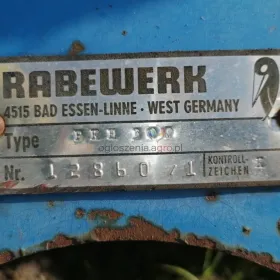 RABEWERK
4515 BAD ESSEN-LINNE · WEST GERMANY
Type
ogloszenia.agro.pl
Nr. 12860/1 KONTROLL-
ZEICHEN